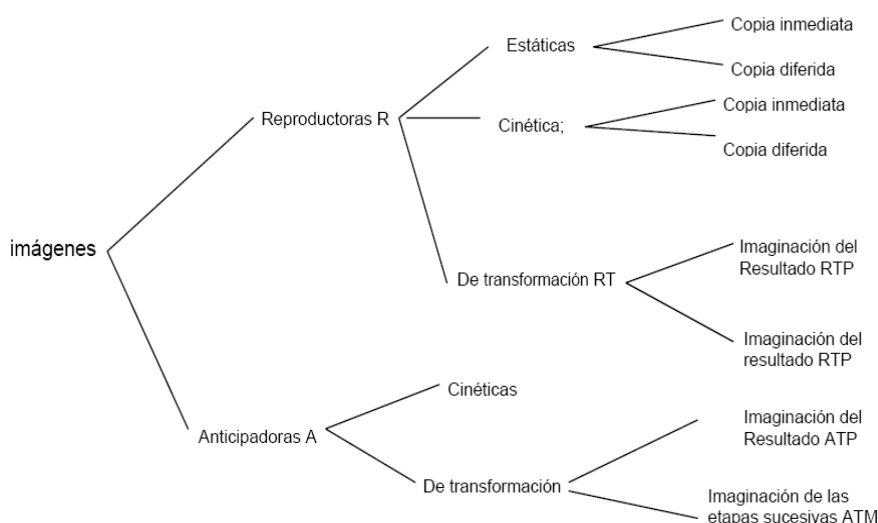 imágenes
Reproductoras R
Estáticas
Copia inmediata
Copia diferida
Cinética;
Copia inmediata
Copia diferida
De transformación RT
Imaginación del
Resultado RTP
Imaginación del
resultado RTP
Anticipadoras A
Cinéticas
De transformación
Imaginación del
Resultado ATP
Imaginación de las
etapas sucesivas ATM